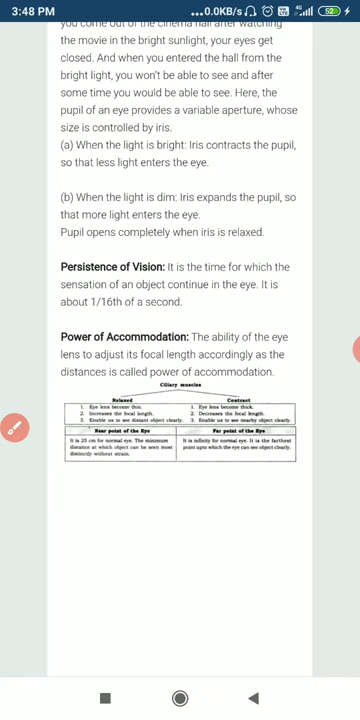 3:48 PM
...0.0KB/s
4G
52
you come out of the cinema hall after watching
the movie in the bright sunlight, your eyes get
closed. And when you entered the hall from the
bright light, you won't be able to see and after
some time you would be able to see. Here, the
pupil of an eye provides a variable aperture, whose
size is controlled by iris.
(a) When the light is bright: Iris contracts the pupil,
so that less light enters the eye.
(b) When the light is dim: Iris expands the pupil, so
that more light enters the eye.
Pupil opens completely when iris is relaxed.
Persistence of Vision: It is the time for which the
sensation of an object continue in the eye. It is
about 1/16th of a second.
Power of Accommodation: The ability of the eye
lens to adjust its focal length accordingly as the
distances is called power of accommodation.
Ciliary muscles
Relaxed
1. Eye lens become thin.
2. Increases the focal length.
3. Enable us to see distant object clearly.
Contract
1. Eye lens become thick.
2. Decreases the focal length.
3. Enable us to see nearby object clearly.
Near point of the Eye
It is 25 cm for normal eye. The minimum
distance at which object can be seen most
distinctly without strain.
Far point of the Eye
It is infinity for normal eye. It is the farthest
point upto which the eye can see object clearly.